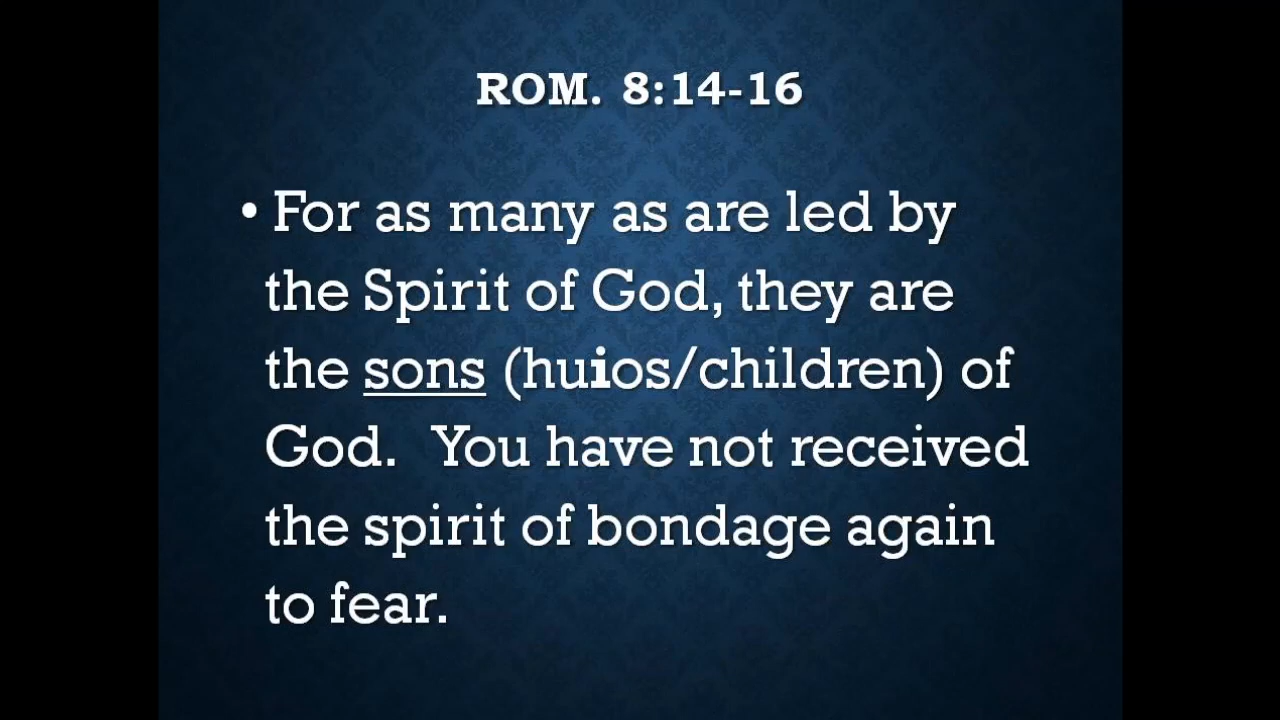 ROM. 8:14-16
• For as many as are led by
the Spirit of God, they are
the sons (huios/children) of
God.  You have not received
the spirit of bondage again
to fear.